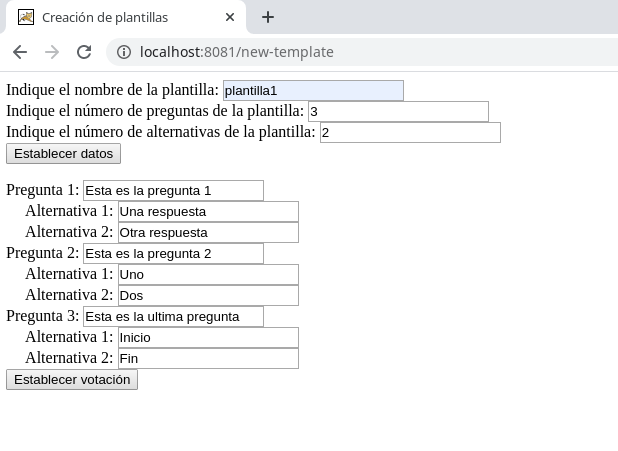 Creación de plantillas
localhost:8081/new-template
Indique el nombre de la plantilla: plantilla1
Indique el número de preguntas de la plantilla: 3
Indique el número de alternativas de la plantilla: 2
Establecer datos
Pregunta 1: Esta es la pregunta 1
Alternativa 1: Una respuesta
Alternativa 2: Otra respuesta
Pregunta 2: Esta es la pregunta 2
Alternativa 1: Uno
Alternativa 2: Dos
Pregunta 3: Esta es la ultima pregunta
Alternativa 1: Inicio
Alternativa 2: Fin
Establecer votación